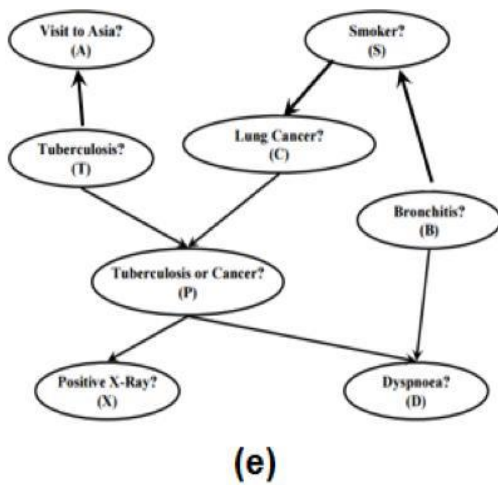 Visit to Asia?
(A)
Smoker?
(S)
Tuberculosis?
(T)
Lung Cancer?
(C)
Bronchitis?
(B)
Tuberculosis or Cancer?
(P)
Positive X-Ray?
(X)
Dyspnoea?
(D)
(e)